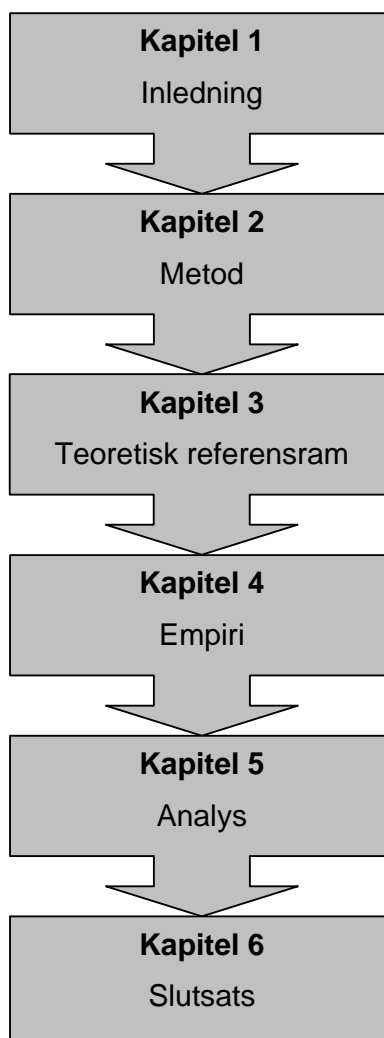 Kapitel 1
Inledning
Kapitel 2
Metod
Kapitel 3
Teoretisk referensram
Kapitel 4
Empiri
Kapitel 5
Analys
Kapitel 6
Slutsats